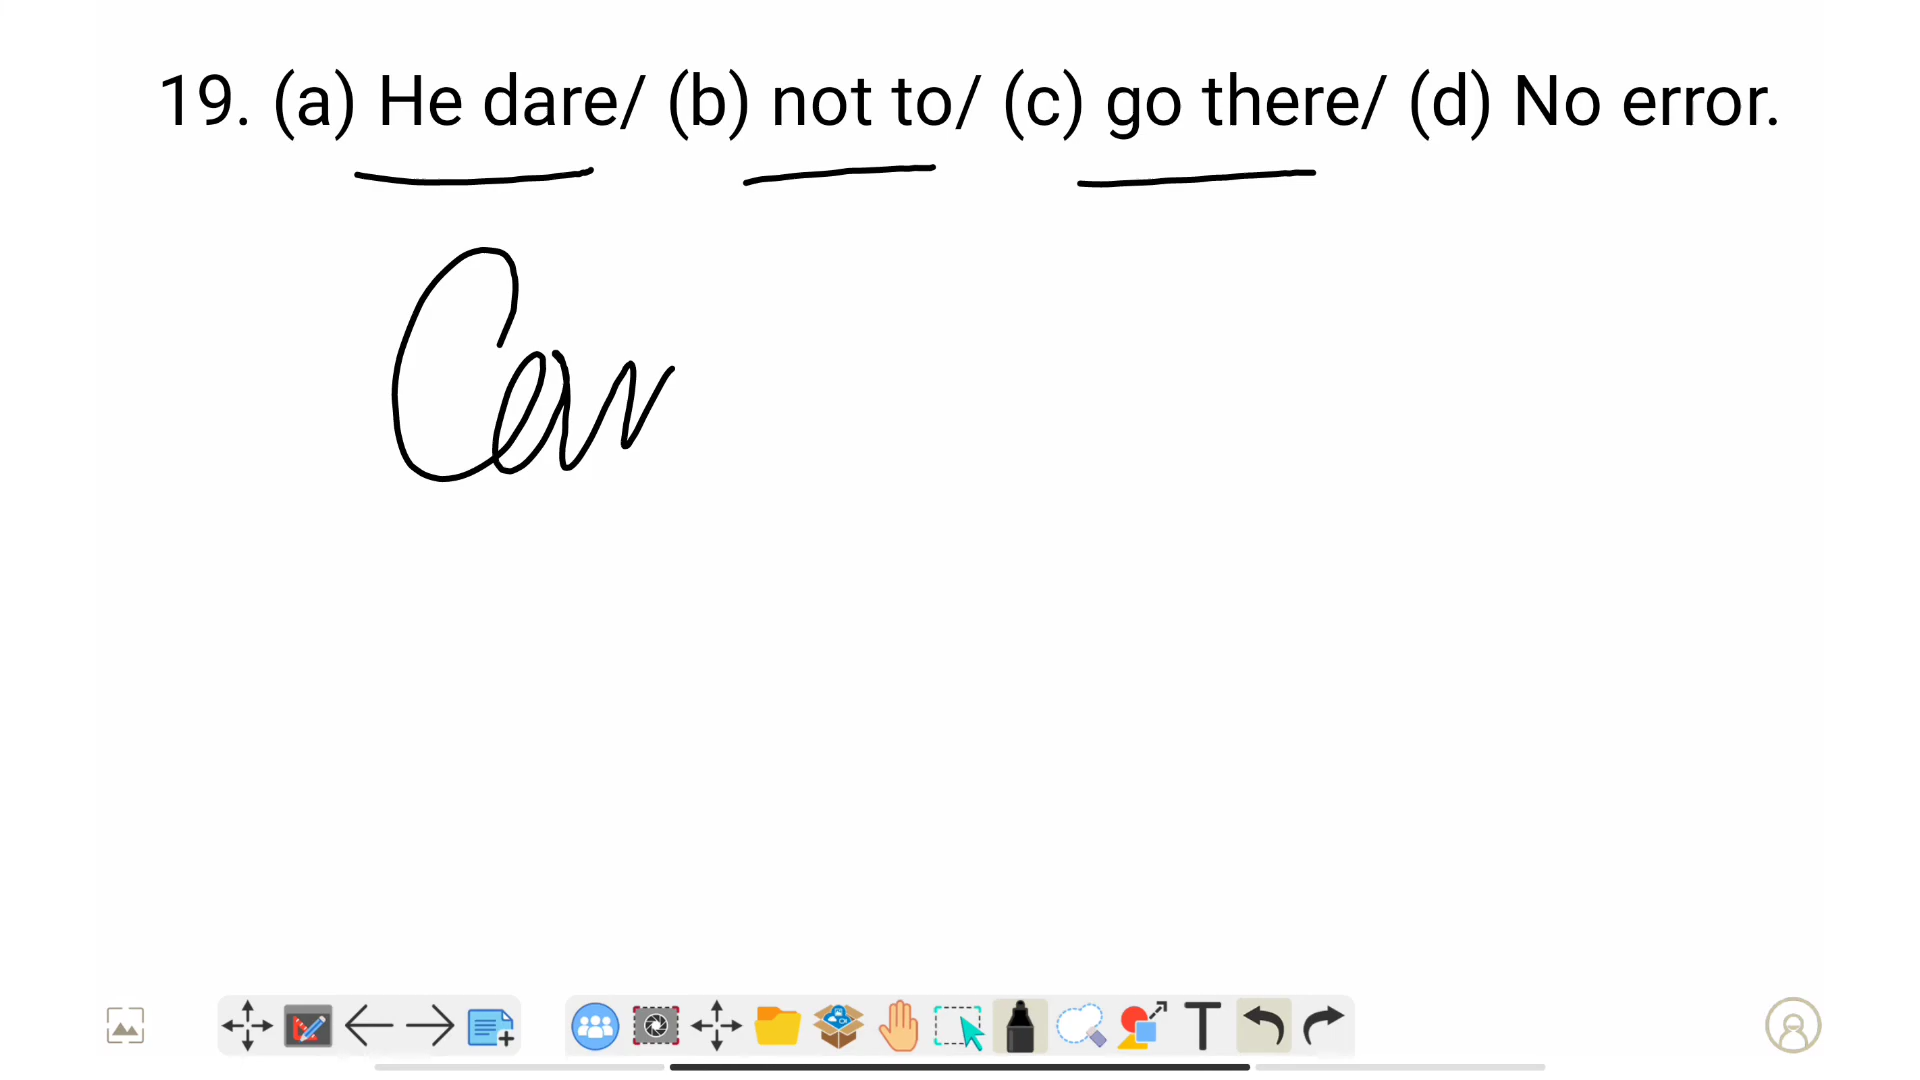 19. (a) He dare/ (b) not to/ (c) go there/ (d) No error.
Can